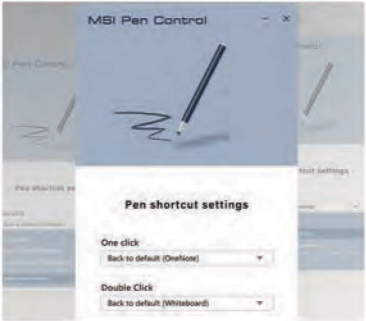 MSI Pen Control
Pen shortcut settings
One click
Back to default (OneNote)
Double Click
Back to default (Whiteboard)